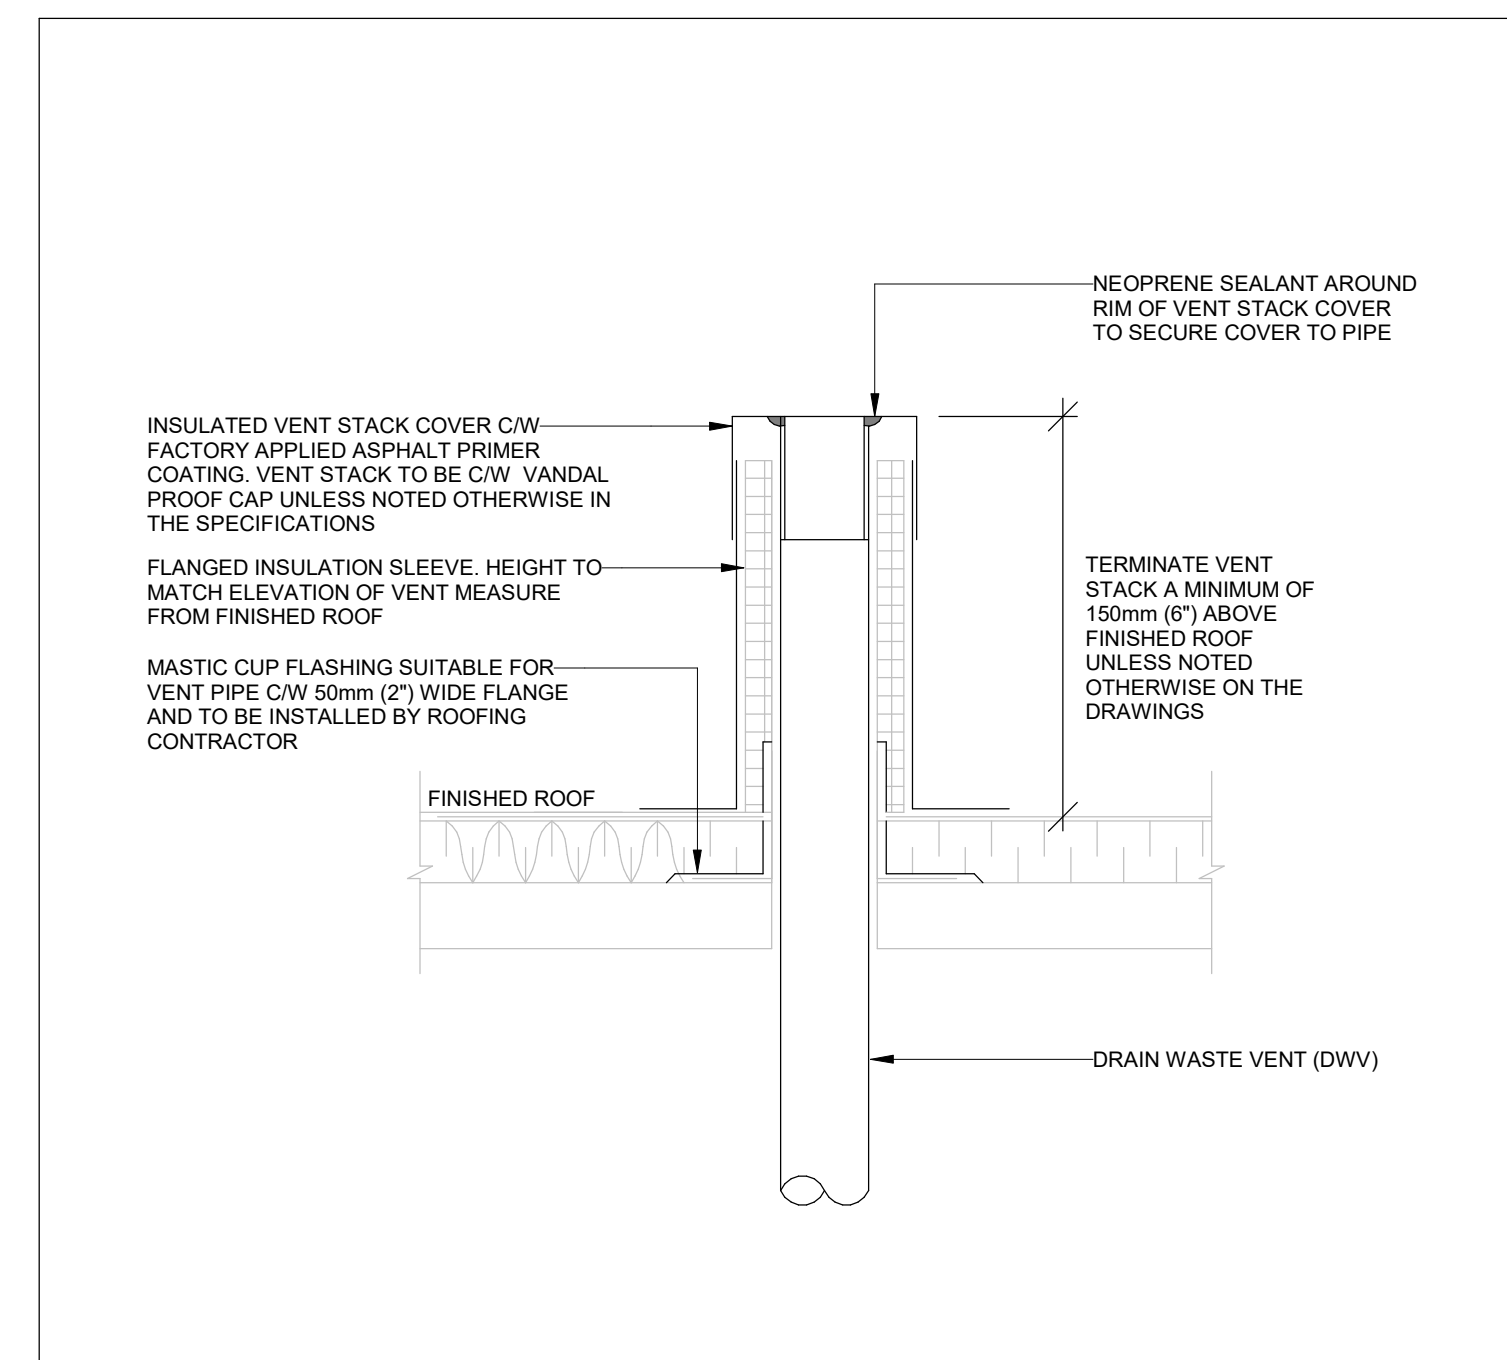 NEOPRENE SEALANT AROUND
RIM OF VENT STACK COVER
TO SECURE COVER TO PIPE
INSULATED VENT STACK COVER C/W
FACTORY APPLIED ASPHALT PRIMER
COATING. VENT STACK TO BE C/W VANDAL
PROOF CAP UNLESS NOTED OTHERWISE IN
THE SPECIFICATIONS
FLANGED INSULATION SLEEVE. HEIGHT TO
MATCH ELEVATION OF VENT MEASURE
FROM FINISHED ROOF
MASTIC CUP FLASHING SUITABLE FOR
VENT PIPE C/W 50mm (2") WIDE FLANGE
AND TO BE INSTALLED BY ROOFING
CONTRACTOR
TERMINATE VENT
STACK A MINIMUM OF
150mm (6") ABOVE
FINISHED ROOF
UNLESS NOTED
OTHERWISE ON THE
DRAWINGS
FINISHED ROOF
DRAIN WASTE VENT (DWV)